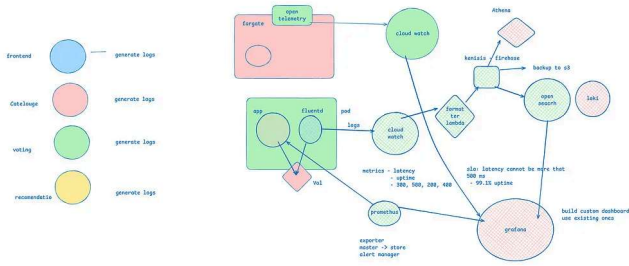 frontend
generate logs
Catelouge
generate logs
voting
generate logs
recomendatio
generate logs
open
telemetry
fargate
cloud watch
Athena
kenisis - firehose
backup to s3
app
fluentd
pod
logs
cloud
watch
format
ter
lambda
open
search
loki
Vol
metrics - latency
- uptime
- 300, 500, 200, 400
sla: latency cannot be more that
500 ms
- 99.1% uptime
promethus
grafana
build custom dashboard
use existing ones
exporter
master -> store
alert manager